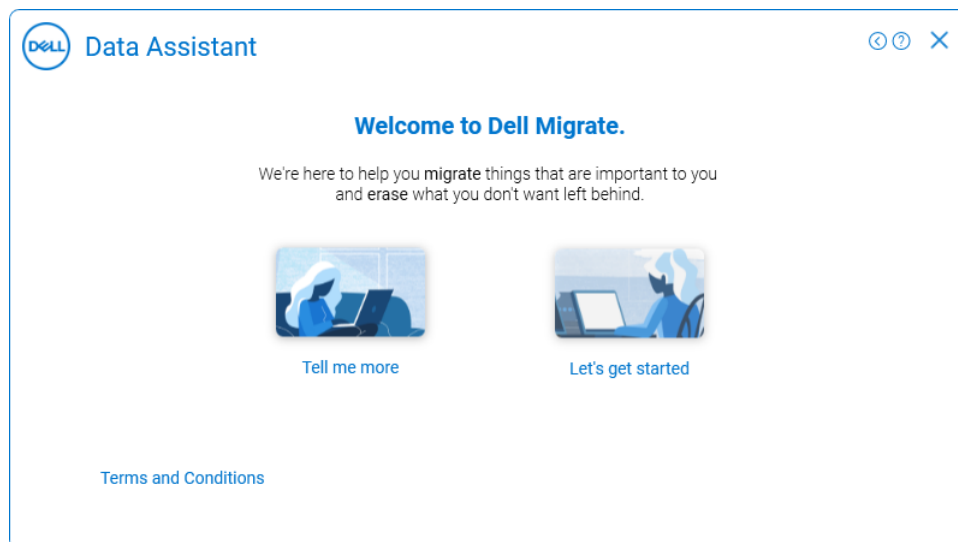 DELL
Data Assistant
?
Welcome to Dell Migrate.
We're here to help you migrate things that are important to you
and erase what you don't want left behind.
Tell me more
Let's get started
Terms and Conditions